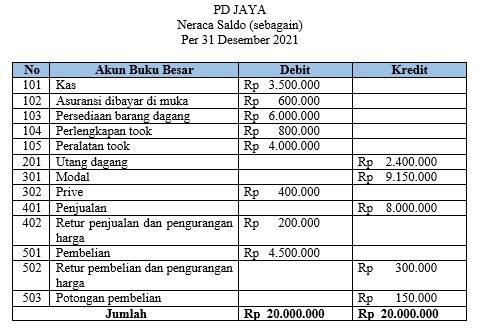 PD JAYA
Neraca Saldo (sebagain)
Per 31 Desember 2021
No Akun Buku Besar Debit Kredit
101 Kas Rp 3.500.000
102 Asuransi dibayar di muka Rp 600.000
103 Persediaan barang dagang Rp 6.000.000
104 Perlengkapan took Rp 800.000
105 Peralatan took Rp 4.000.000
201 Utang dagang Rp 2.400.000
301 Modal Rp 9.150.000
302 Prive Rp 400.000
401 Penjualan Rp 8.000.000
402 Retur penjualan dan pengurangan Rp 200.000
harga
501 Pembelian Rp 4.500.000
502 Retur pembelian dan pengurangan Rp 300.000
harga
503 Potongan pembelian Rp 150.000
Jumlah Rp 20.000.000 Rp 20.000.000